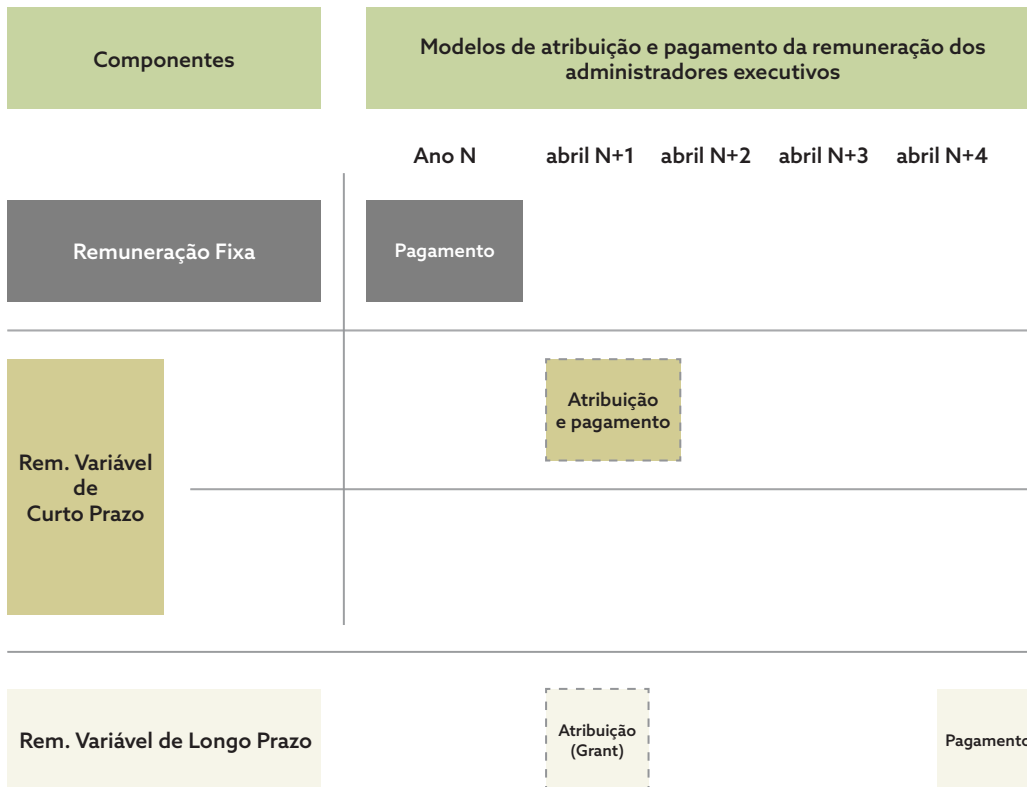 Componentes
Modelos de atribuição e pagamento da remuneração dos
administradores executivos
Ano N
abril N+1
abril N+2
abril N+3
abril N+4
Remuneração Fixa
Pagamento
Rem. Variável
de
Curto Prazo
Atribuição
e pagamento
Rem. Variável de Longo Prazo
Atribuição
(Grant)
Pagamento